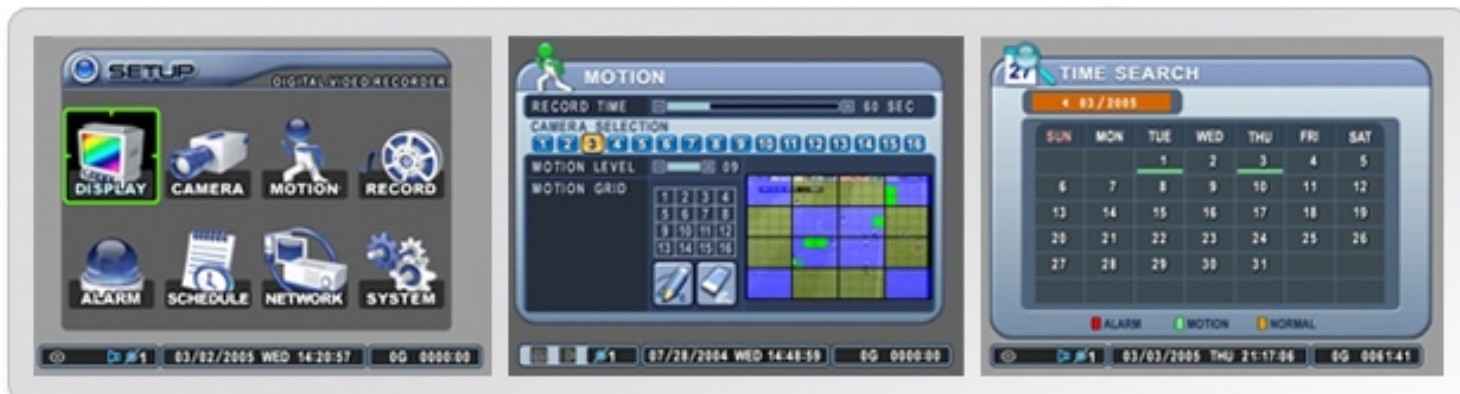 SETUP
DIGITAL VIDEO RECORDER
DISPLAY CAMERA MOTION RECORD
ALARM SCHEDULE NETWORK SYSTEM
1 03/02/2005 WED 14:20:57 0G 0000:00
MOTION
RECORD TIME 60 SEC
CAMERA SELECTION
1 2 3 4 5 6 7 8 9 10 11 12 13 14 15 16
MOTION LEVEL 09
MOTION GRID
1 2 3 4
5 6 7 8
9 10 11 12
13 14 15 16
1 07/28/2004 WED 14:48:59 0G 0000:00
27
TIME SEARCH
03/2005
SUN MON TUE WED THU FRI SAT
1 2 3 4 5
6 7 8 9 10 11 12
13 14 15 16 17 18 19
20 21 22 23 24 25 26
27 28 29 30 31
ALARM MOTION NORMAL
1 03/03/2005 THU 21:17:06 0G 0061:41